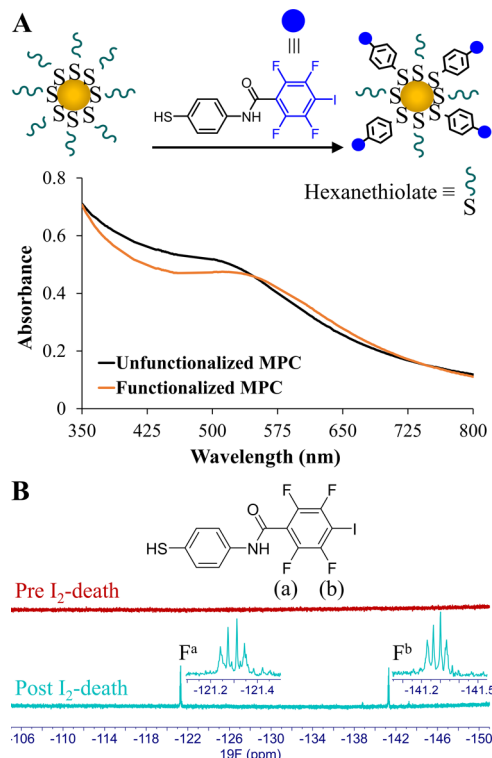 A
≡
S S S S S S S S
F F
O
HS NH F F I
S S S S S S S S
Hexanethiolate ≡ S
0.8
0.6
0.4
0.2
0
Absorbance
Unfunctionalized MPC
Functionalized MPC
350 425 500 575 650 725 800
Wavelength (nm)
B
F F
O
HS NH F F I
(a) (b)
Pre I₂-death
Fᵃ Fᵇ
-121.2 -121.4 -141.2 -141.5
Post I₂-death
-106 -110 -114 -118 -122 -126 -130 -134 -138 -142 -146 -150
19F (ppm)